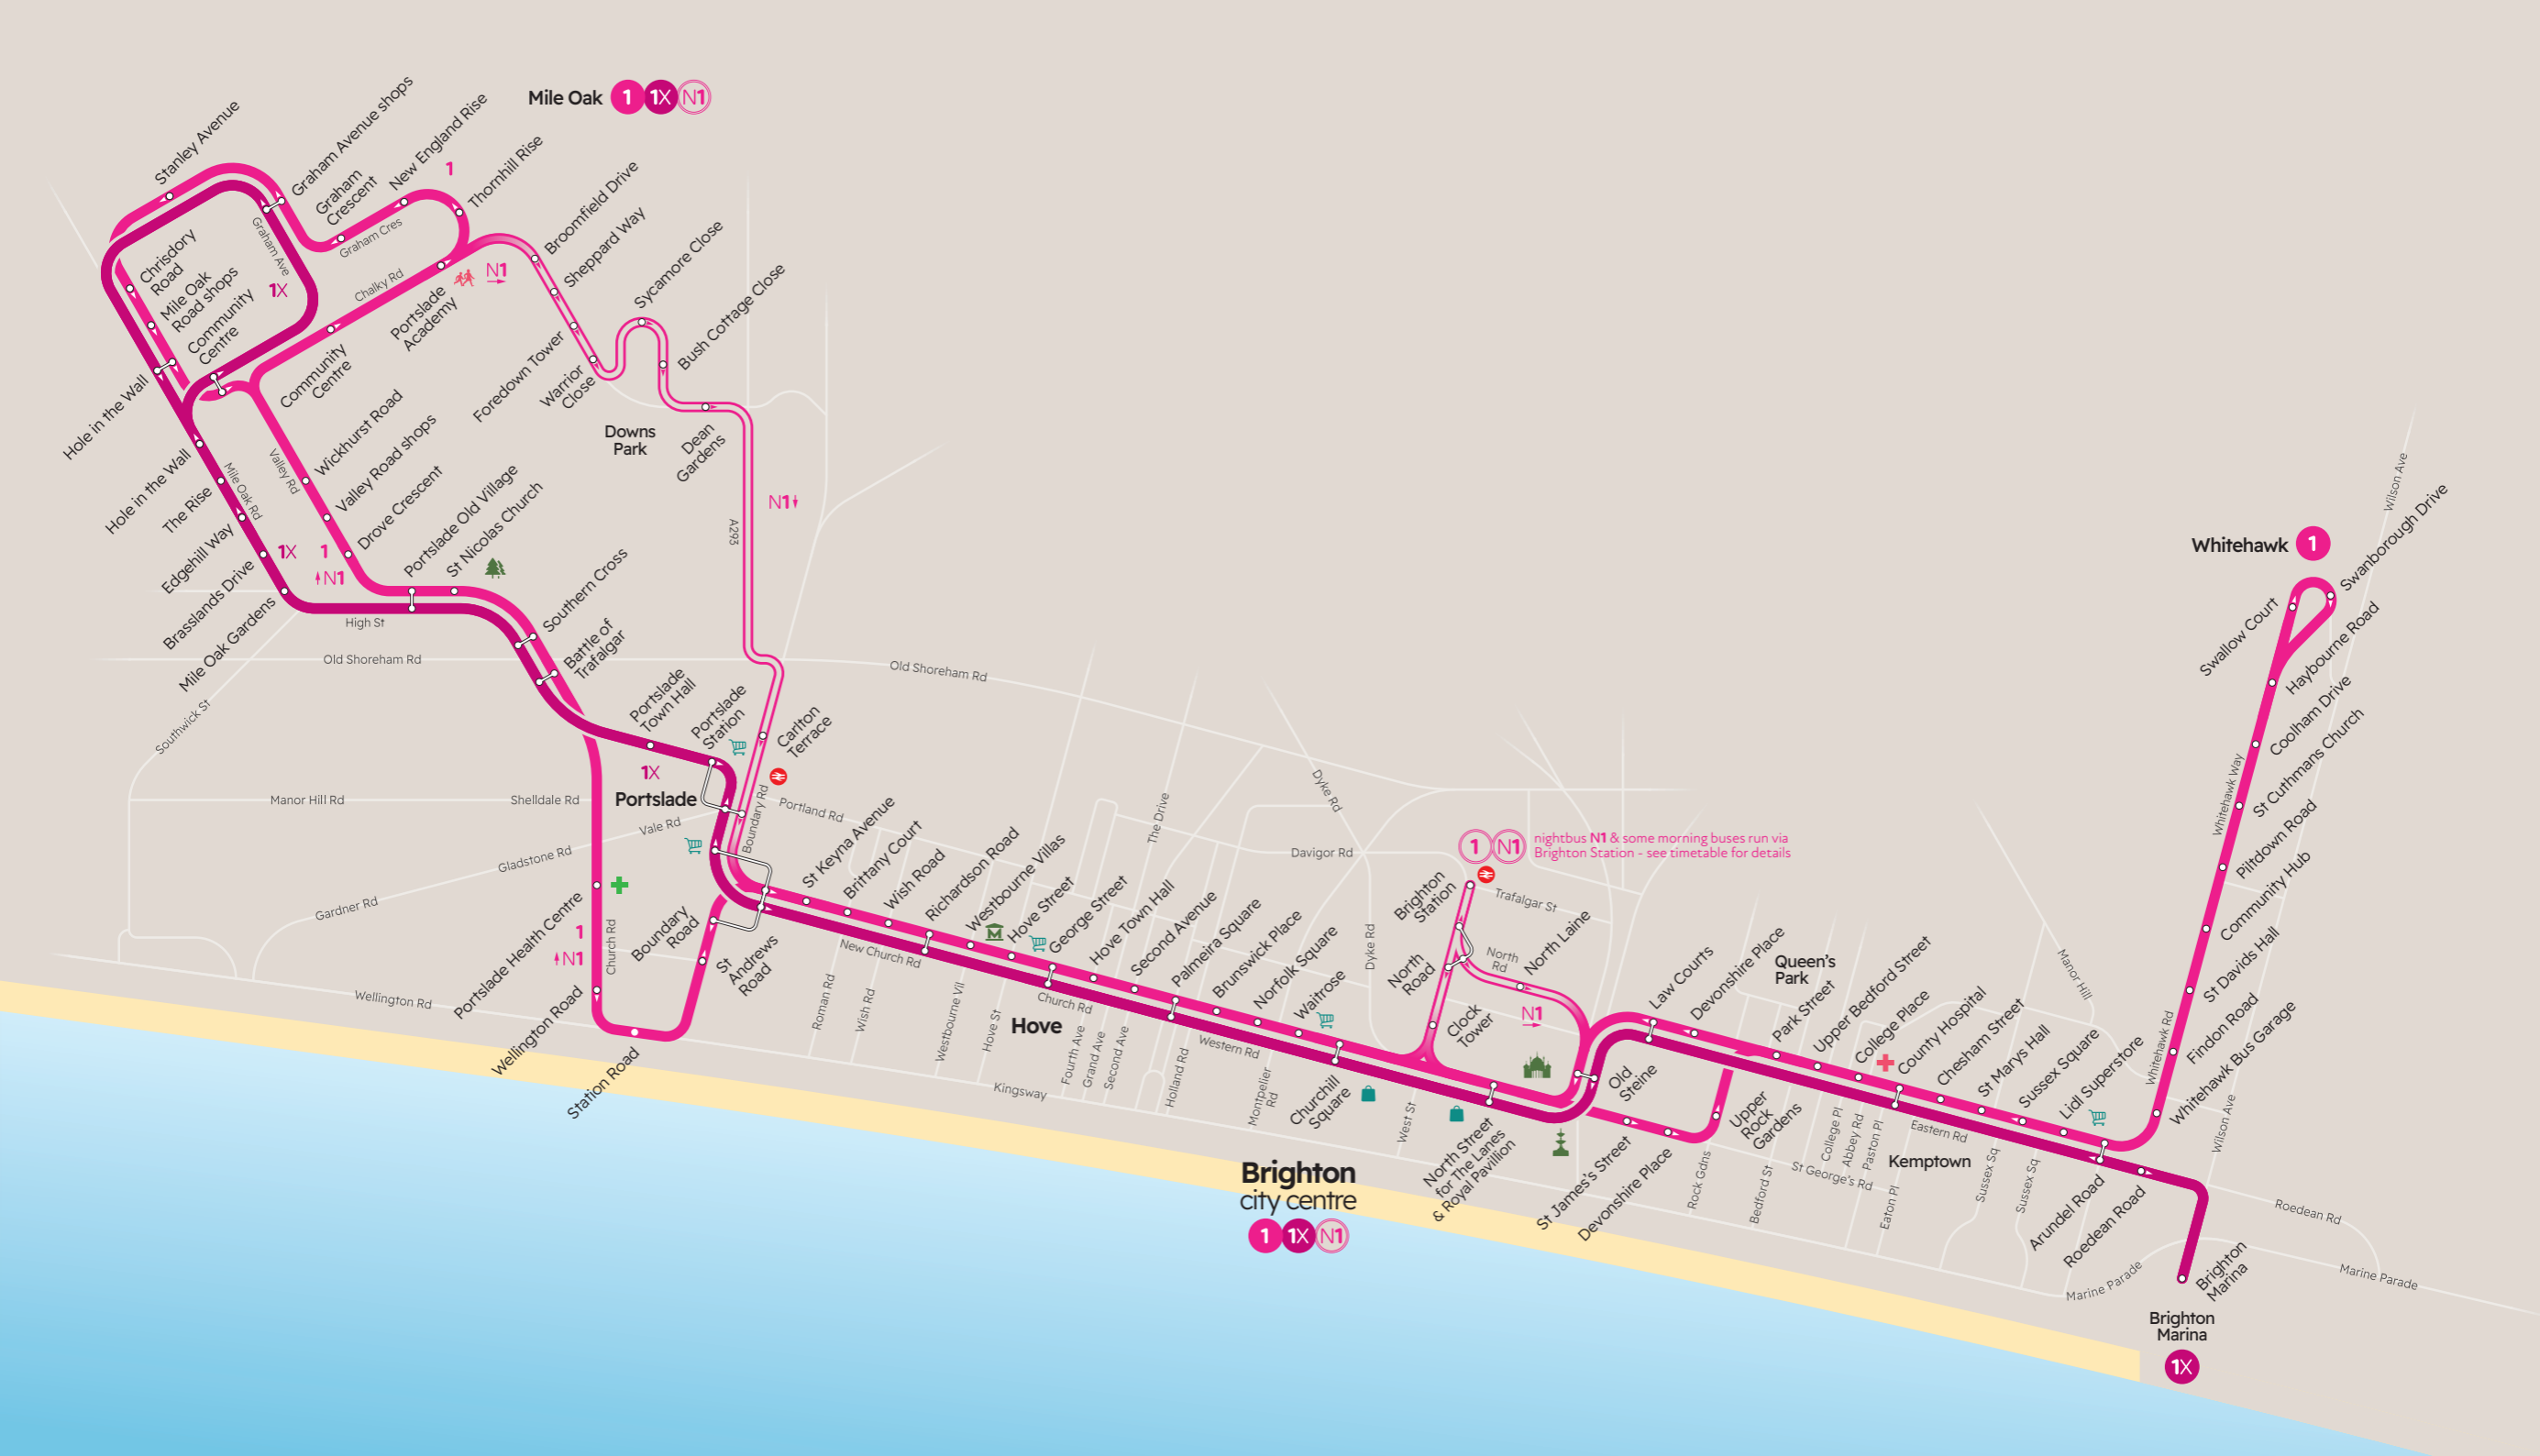 Mile Oak 1 1X N1
Stanley Avenue
Graham Avenue shops
Graham
Crescent
New England Rise
1
Thornhill Rise
Graham Ave
Graham Cres
Chrisdory
Road
Mile Oak
Road shops
Community
Centre
1X
Chalky Rd
Portslade
Academy
N1
Broomfield Drive
Sheppard Way
Sycamore Close
Bush Cottage Close
Foredown Tower
Warrior
Close
Downs
Park
Dean
Gardens
N1
A293
Hole in the Wall
Hole in the Wall
Community
Centre
Wickhurst Road
Valley Road shops
Drove Crescent
Valley Rd
Mile Oak Rd
The Rise
Edgehill Way
Brasslands Drive
Mile Oak Gardens
1X
1
N1
Portslade Old Village
St Nicolas Church
Southern Cross
Battle of
Trafalgar
High St
Old Shoreham Rd
Old Shoreham Rd
Southwick St
Portslade
Town Hall
Portslade
Station
1X
Carlton
Terrace
Manor Hill Rd
Shelldale Rd
Portslade
Vale Rd
Boundary Rd
Portland Rd
Gladstone Rd
Gardner Rd
Portslade Health Centre
1
N1
Church Rd
Wellington Road
Wellington Rd
Station Road
Boundary
Road
St
Andrews
Road
St Keyna Avenue
Brittany Court
Wish Road
Richardson Road
Westbourne Villas
Hove Street
George Street
Hove Town Hall
Second Avenue
Palmeira Square
Brunswick Place
Norfolk Square
Waitrose
New Church Rd
Church Rd
Western Rd
Roman Rd
Wish Rd
Westbourne Vil
Hove St
Hove
Fourth Ave
Grand Ave
Second Ave
Holland Rd
Montpelier
Rd
Kingsway
The Drive
Dyke Rd
Davigor Rd
Dyke Rd
1 N1
nightbus N1 & some morning buses run via
Brighton Station - see timetable for details
Brighton
Station
Trafalgar St
North
Road
North
Rd
North Laine
N1
Clock
Tower
Churchill
Square
West St
North Street
for The Lanes
& Royal Pavillion
Old
Steine
Brighton
city centre
1 1X N1
St James's Street
Devonshire Place
Upper
Rock
Gardens
Rock Gdns
Law Courts
Devonshire Place
Queen's
Park
Park Street
Upper Bedford Street
College Place
County Hospital
Chesham Street
St Marys Hall
Sussex Square
Lidl Superstore
Bedford St
St George's Rd
College Pl
Abbey Rd
Paston Pl
Eaton Pl
Eastern Rd
Kemptown
Sussex Sq
Sussex Sq
Manor Hill
Arundel Road
Roedean Road
Whitehawk 1
Swallow Court
Swanborough Drive
Wilson Ave
Haybourne Road
Coolham Drive
St Cuthmans Church
Piltdown Road
Community Hub
St Davids Hall
Findon Road
Whitehawk Bus Garage
Whitehawk Way
Whitehawk Rd
Wilson Ave
Roedean Rd
Marine Parade
Marine Parade
Brighton
Marina
Brighton
Marina
1X